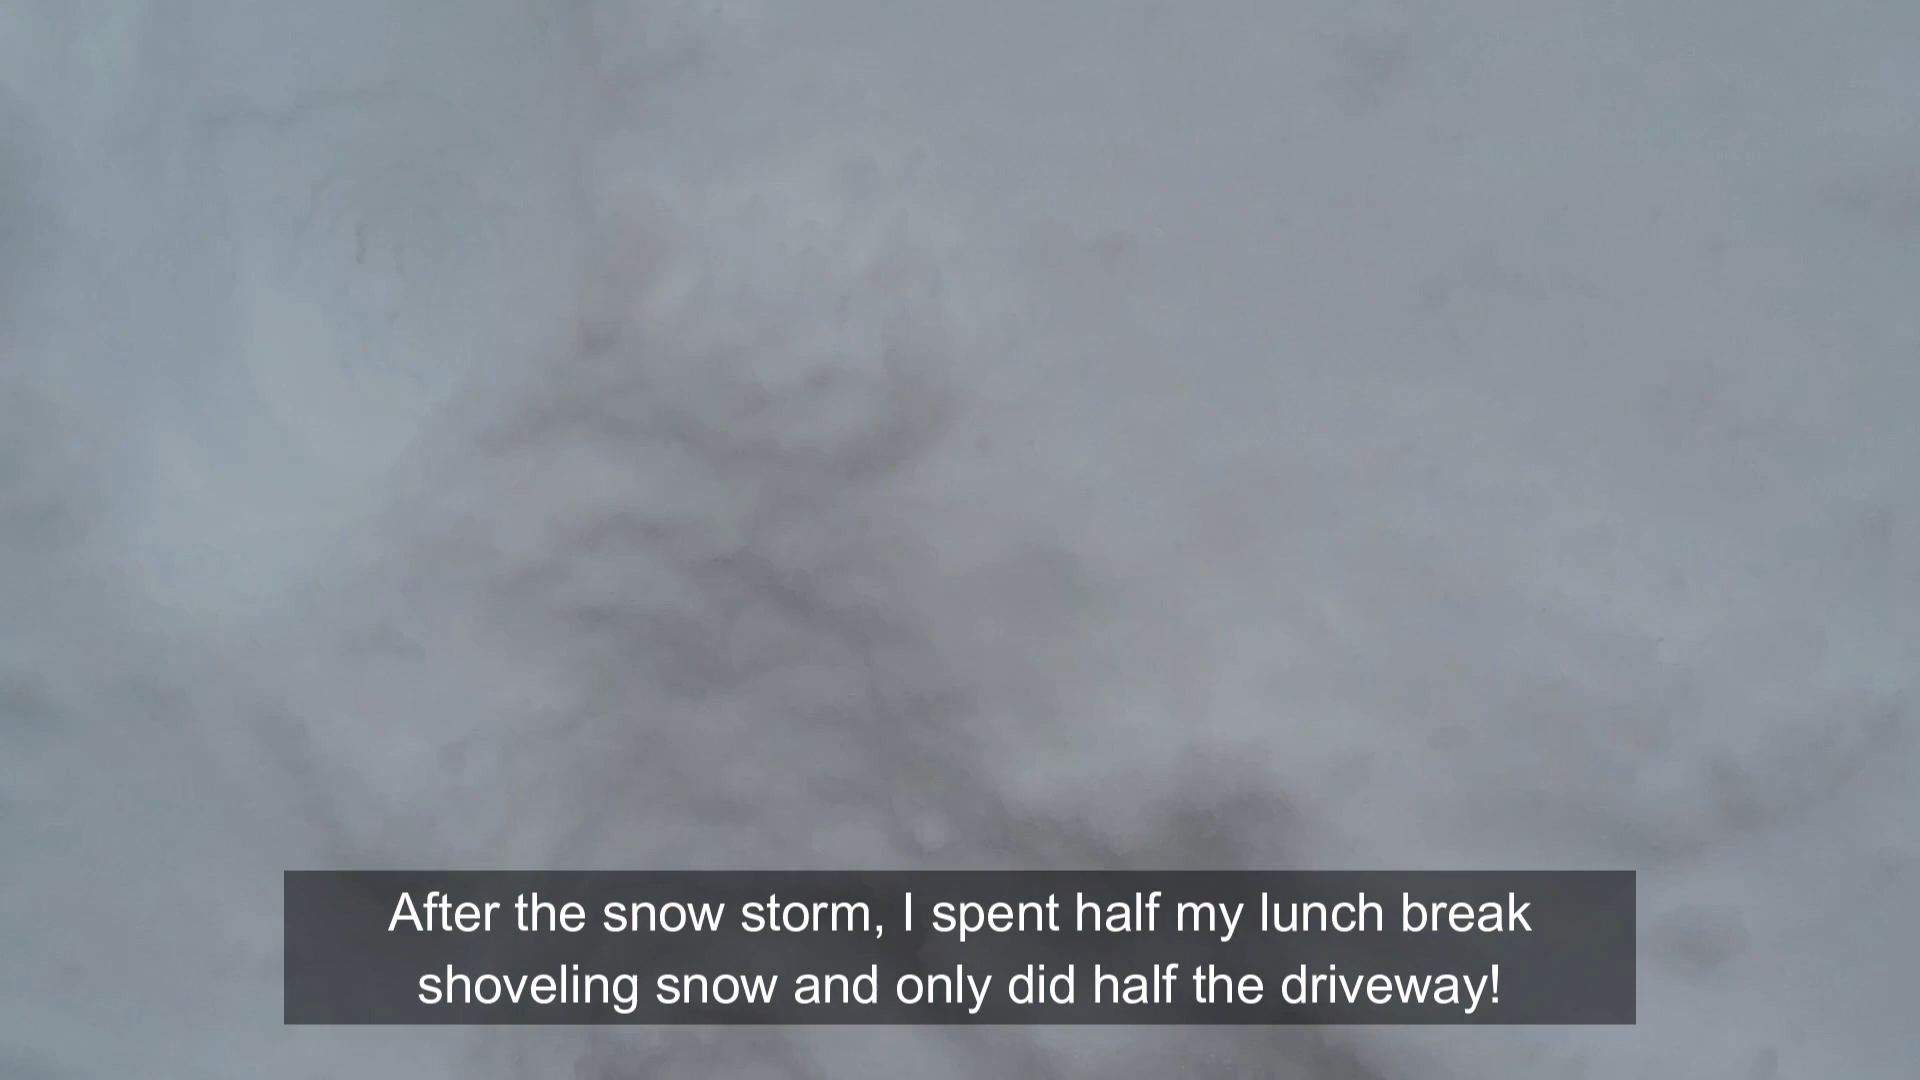 After the snow storm, I spent half my lunch break
shoveling snow and only did half the driveway!